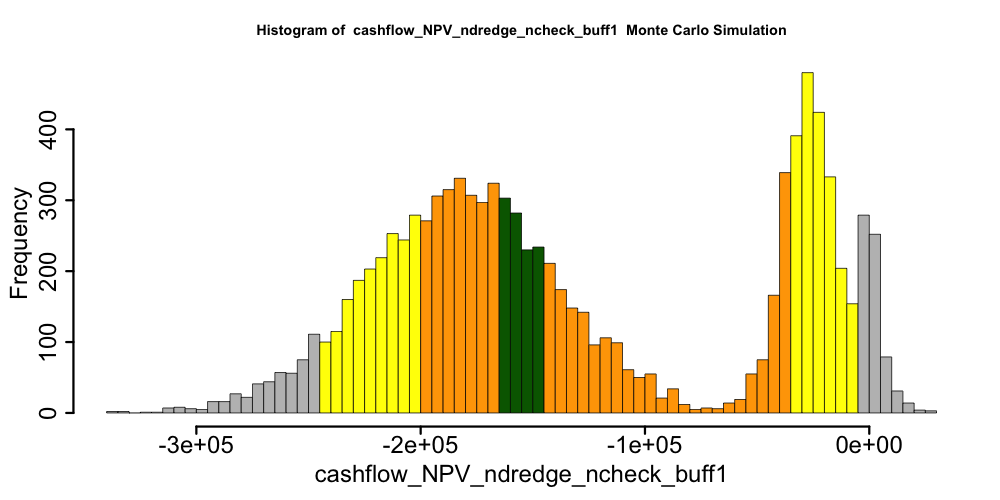 Histogram of  cashflow_NPV_ndredge_ncheck_buff1  Monte Carlo Simulation
Frequency
400
300
200
100
0
-3e+05 -2e+05 -1e+05 0e+00
cashflow_NPV_ndredge_ncheck_buff1